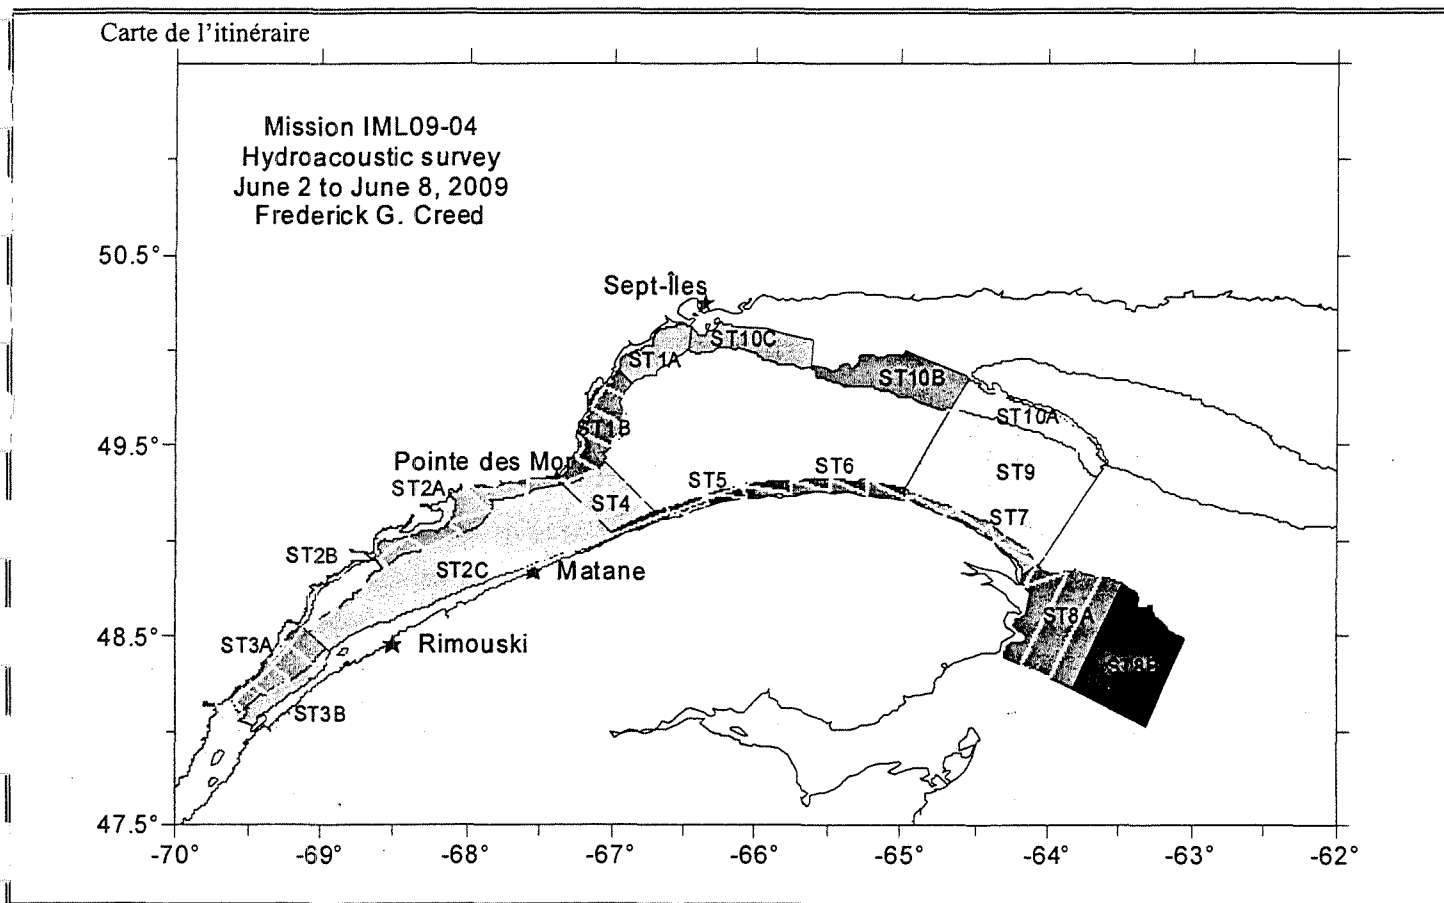 Carte de l'itinéraire
Mission IML09-04
Hydroacoustic survey
June 2 to June 8, 2009
Frederick G. Creed
50.5°
Sept-Îles
ST10C
ST1A
ST10B
ST10A
49.5°
ST1B
Pointe des Mon
ST2A
ST5
ST6
ST9
ST4
ST7
ST2B
ST2C
Matane
ST8A
48.5°
ST3A
Rimouski
ST8B
ST3B
47.5°
-70
-69°
-68°
-67°
-66°
-65°
-64°
-63°
-62°